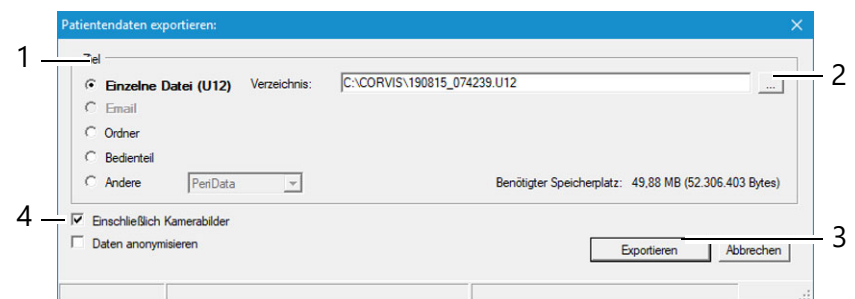 Patientendaten exportieren:
1
Ziel
Einzelne Datei (U12) Verzeichnis: C:\CORVIS\190815_074239.U12 ... 2
Email
Ordner
Bedienteil
Andere PeriData Benötigter Speicherplatz: 49,88 MB (52.306.403 Bytes)
4 Einschließlich Kamerabilder
Daten anonymisieren Exportieren Abbrechen 3